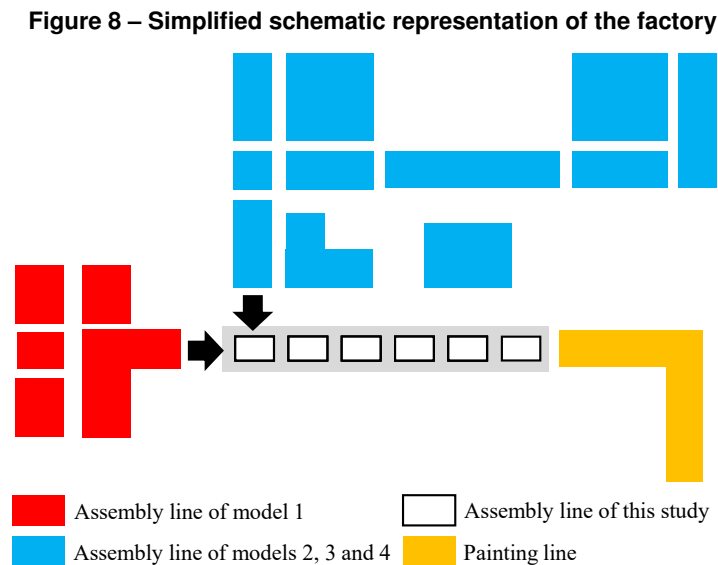 Figure 8 – Simplified schematic representation of the factory
Assembly line of model 1
Assembly line of this study
Assembly line of models 2, 3 and 4
Painting line